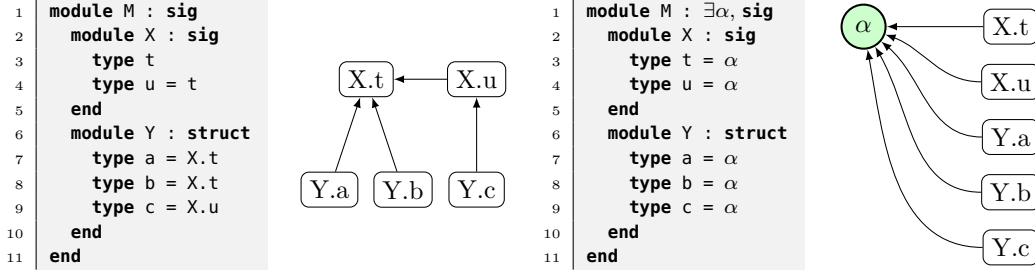 1 module M : sig
2 module X : sig
3 type t
4 type u = t
5 end
6 module Y : struct
7 type a = X.t
8 type b = X.t
9 type c = X.u
10 end
11 end
X.t X.u
Y.a Y.b Y.c
1 module M : ∃α, sig
2 module X : sig
3 type t = α
4 type u = α
5 end
6 module Y : struct
7 type a = α
8 type b = α
9 type c = α
10 end
11 end
α
X.t
X.u
Y.a
Y.b
Y.c